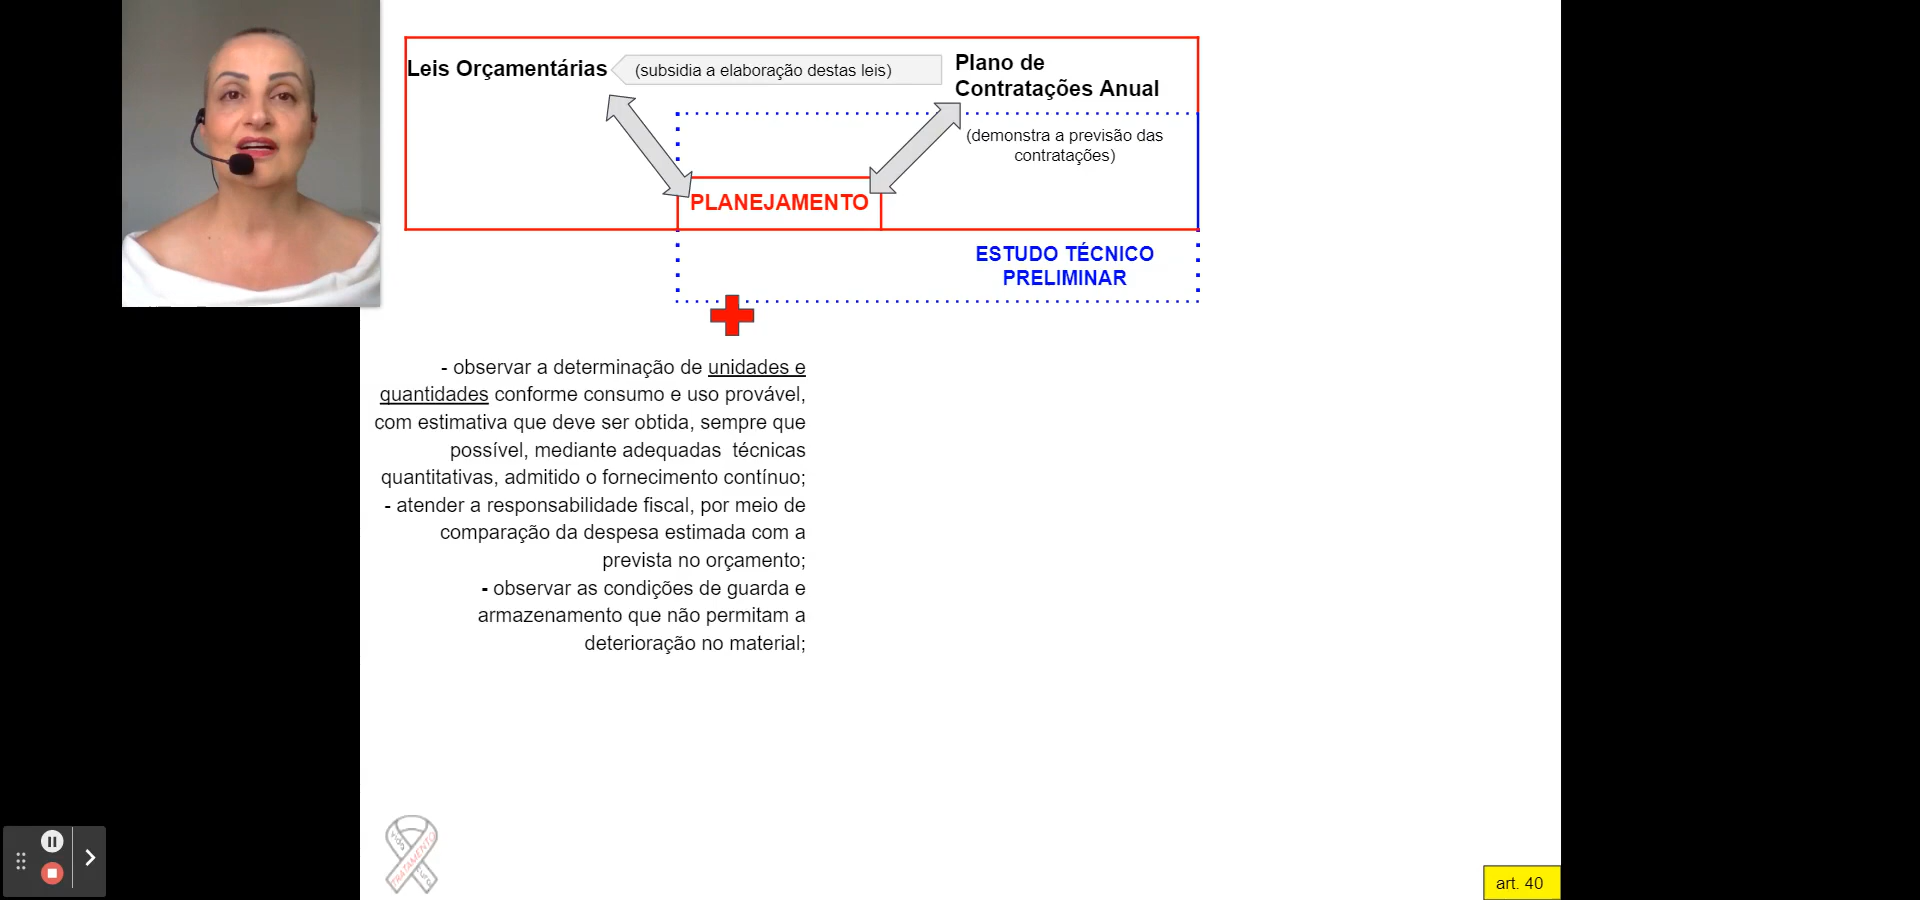 Leis Orçamentárias
(subsidia a elaboração destas leis)
Plano de
Contratações Anual
(demonstra a previsão das
contratações)
PLANEJAMENTO
ESTUDO TÉCNICO
PRELIMINAR
- observar a determinação de unidades e
quantidades conforme consumo e uso provável,
com estimativa que deve ser obtida, sempre que
possível, mediante adequadas  técnicas
quantitativas, admitido o fornecimento contínuo;
- atender a responsabilidade fiscal, por meio de
comparação da despesa estimada com a
prevista no orçamento;
- observar as condições de guarda e
armazenamento que não permitam a
deterioração no material;
TRATAMENTO
art. 40